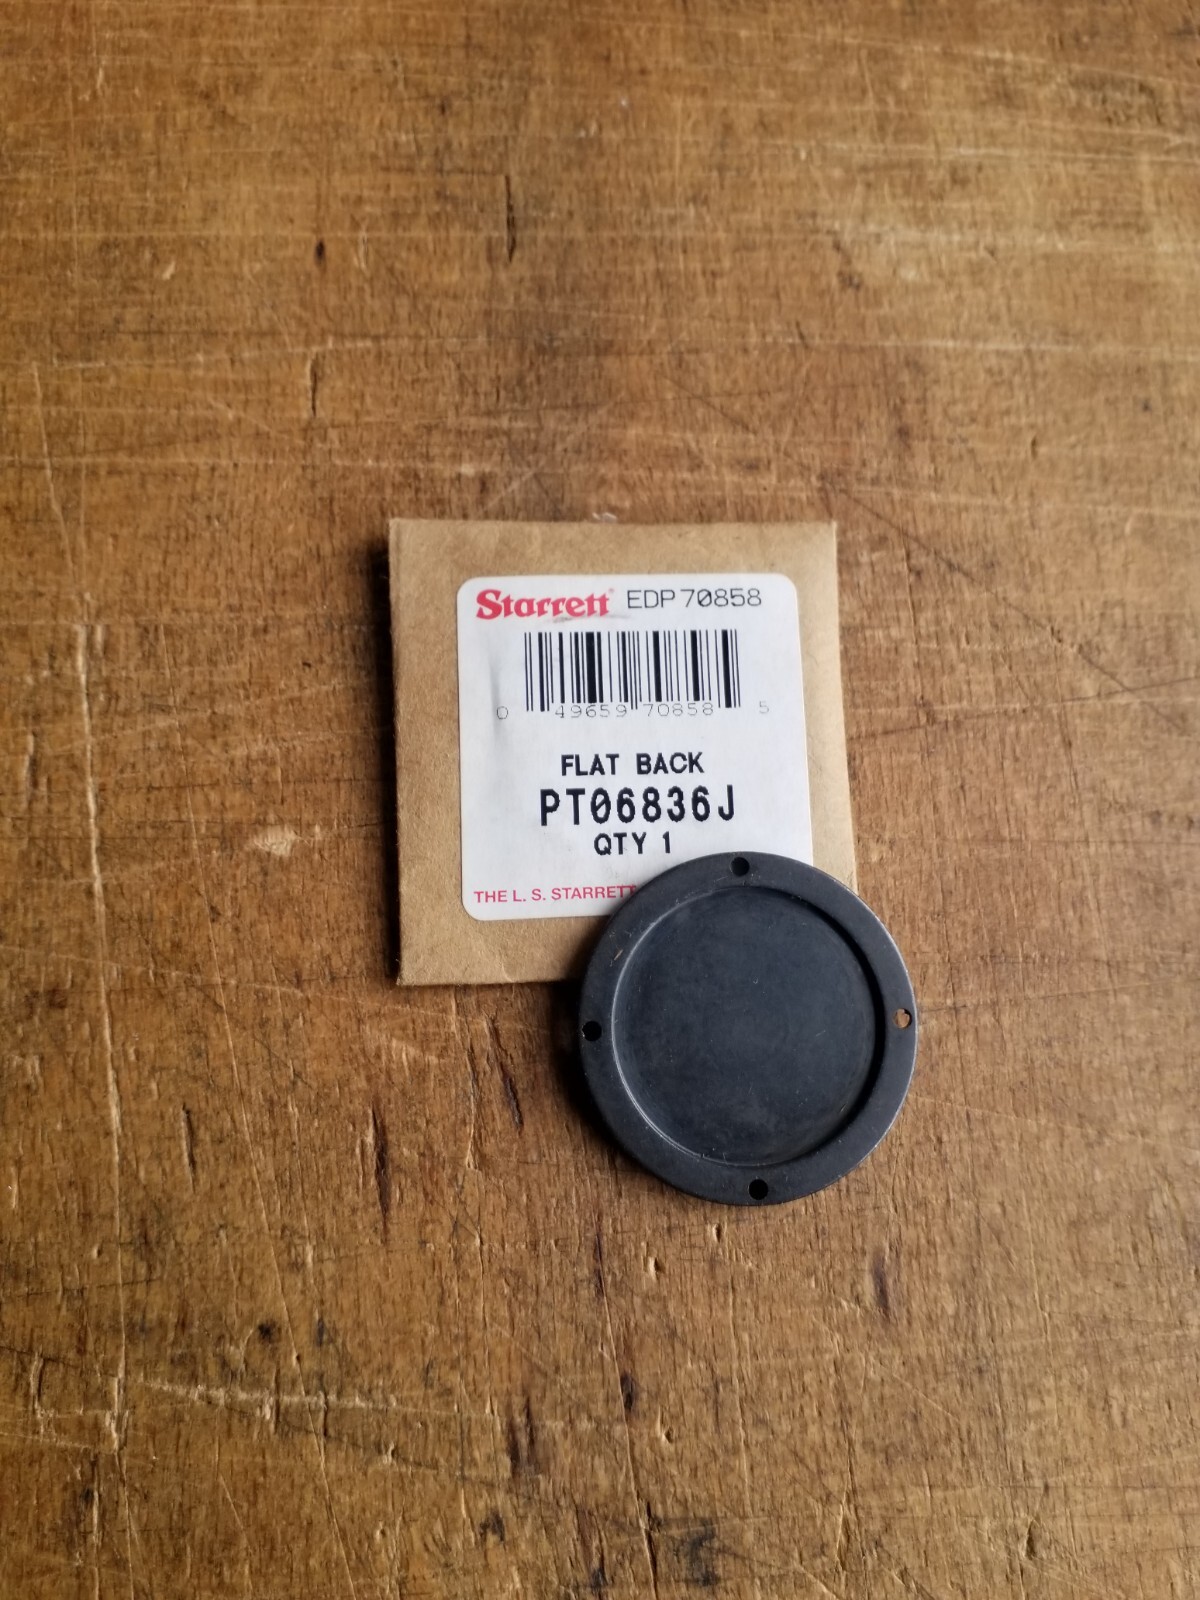 Starrett EDP 70858
0 49659 70858 5
FLAT BACK
PT06836J
QTY 1
THE L. S. STARRETT